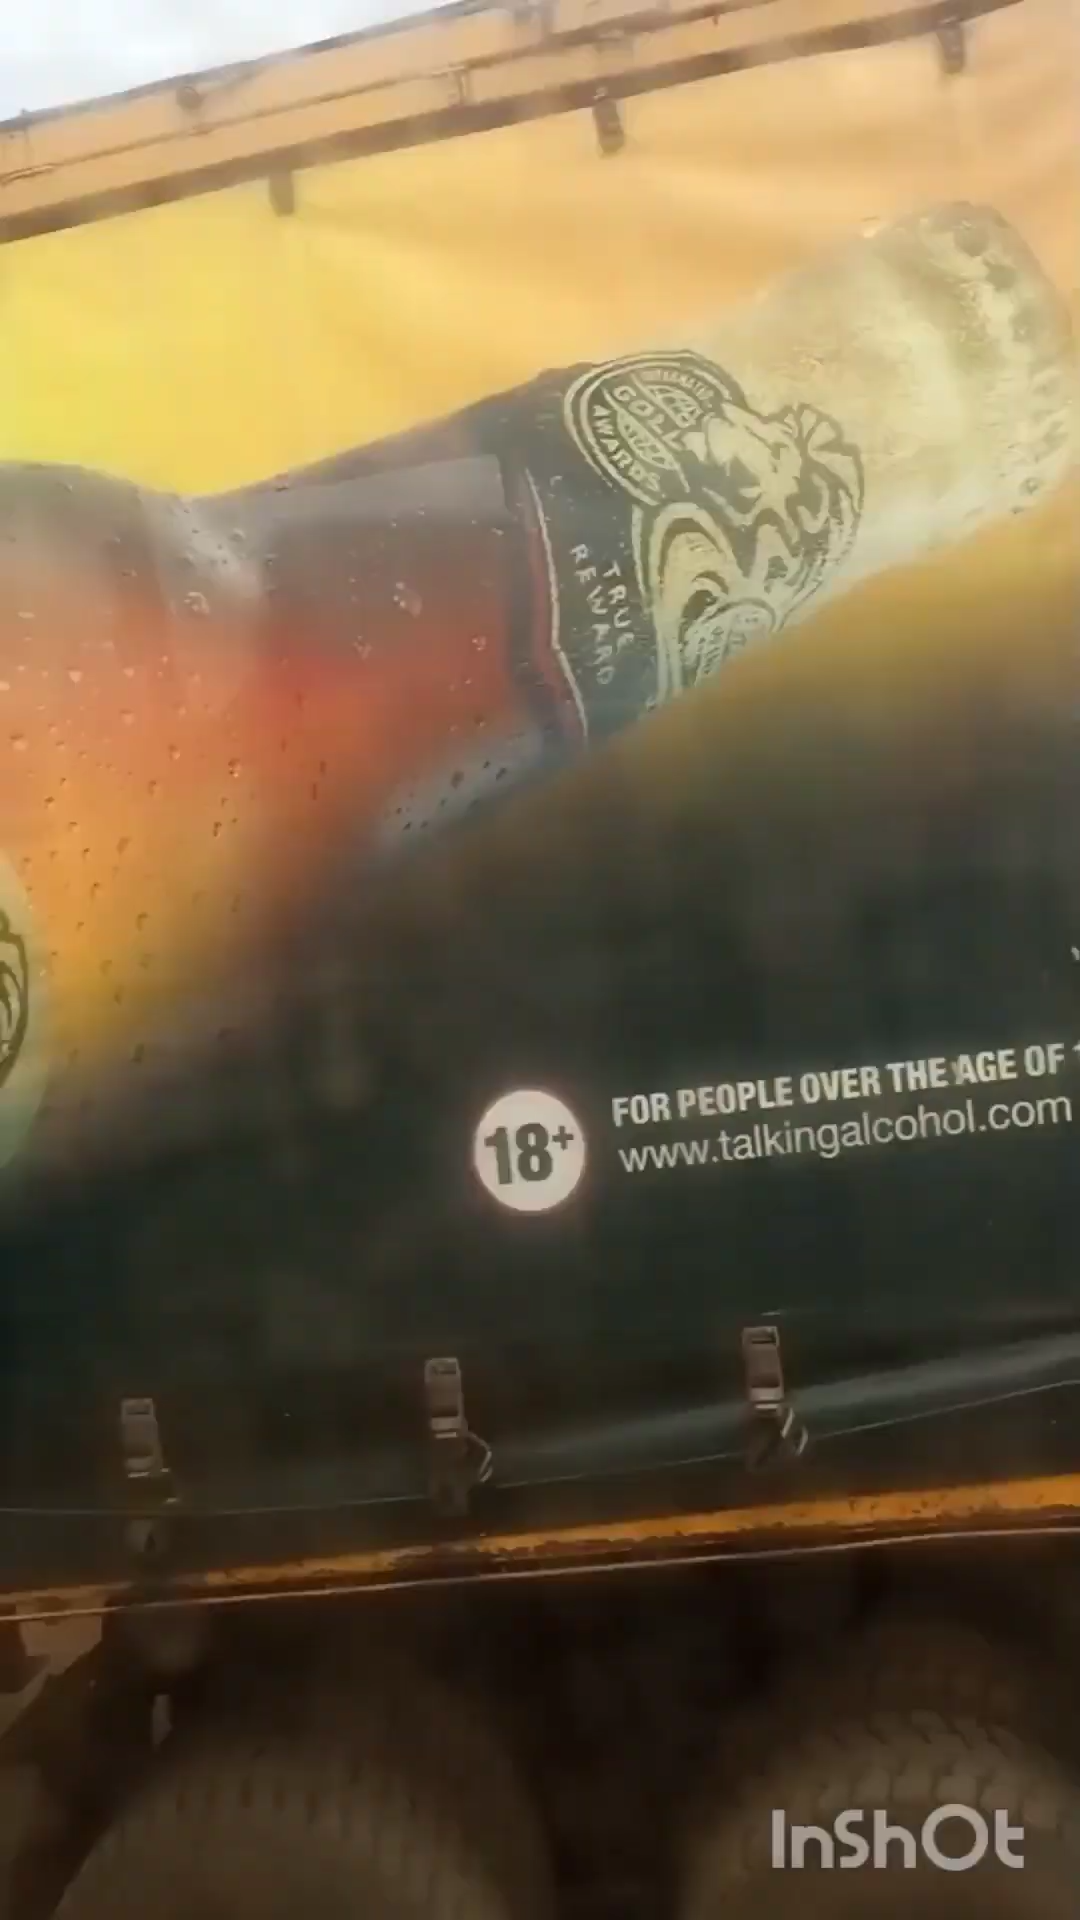 GOLD
AWARDS
TRUE
REWARD
18+
FOR PEOPLE OVER THE AGE OF
www.talkingalcohol.com
InShOt